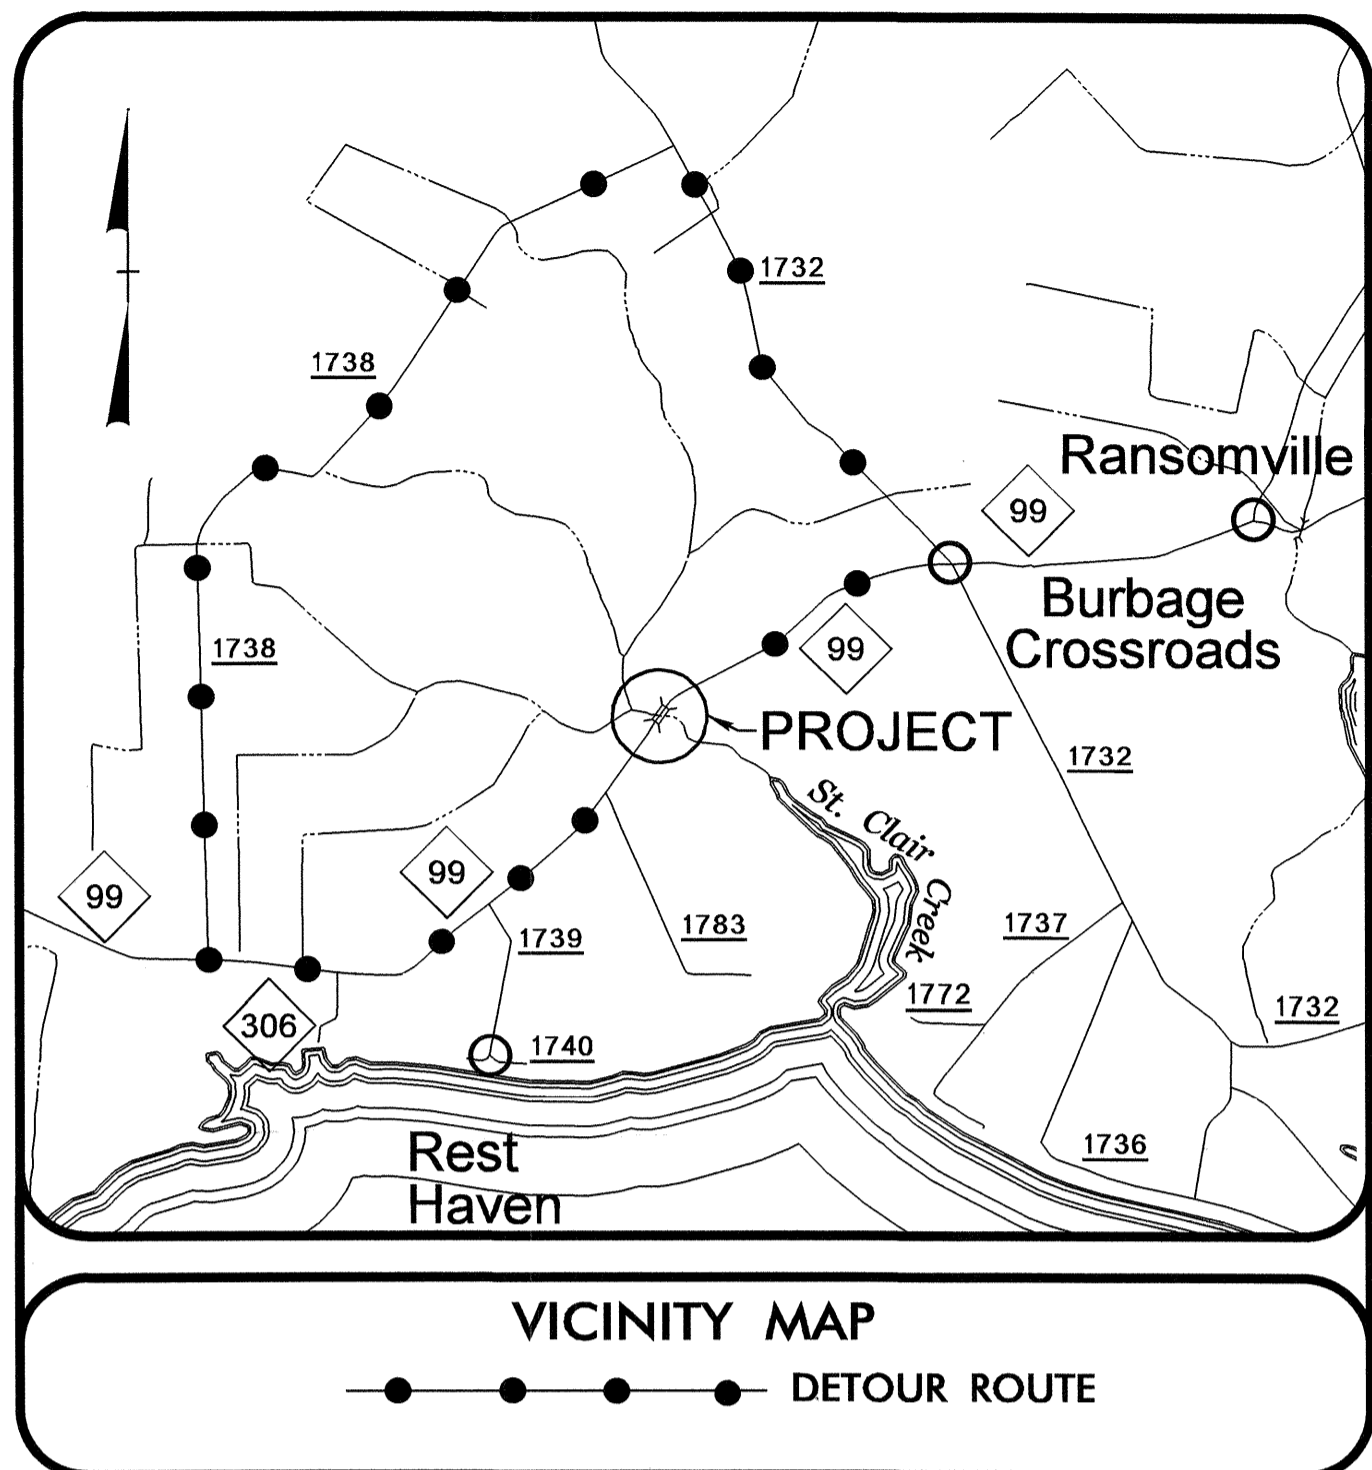 1732
1738
Ransomville
99
Burbage
Crossroads
1738
99
PROJECT
1732
St. Clair
Creek
99
99
1739
1783
1737
1772
1732
306
1740
1736
Rest
Haven
VICINITY MAP
DETOUR ROUTE